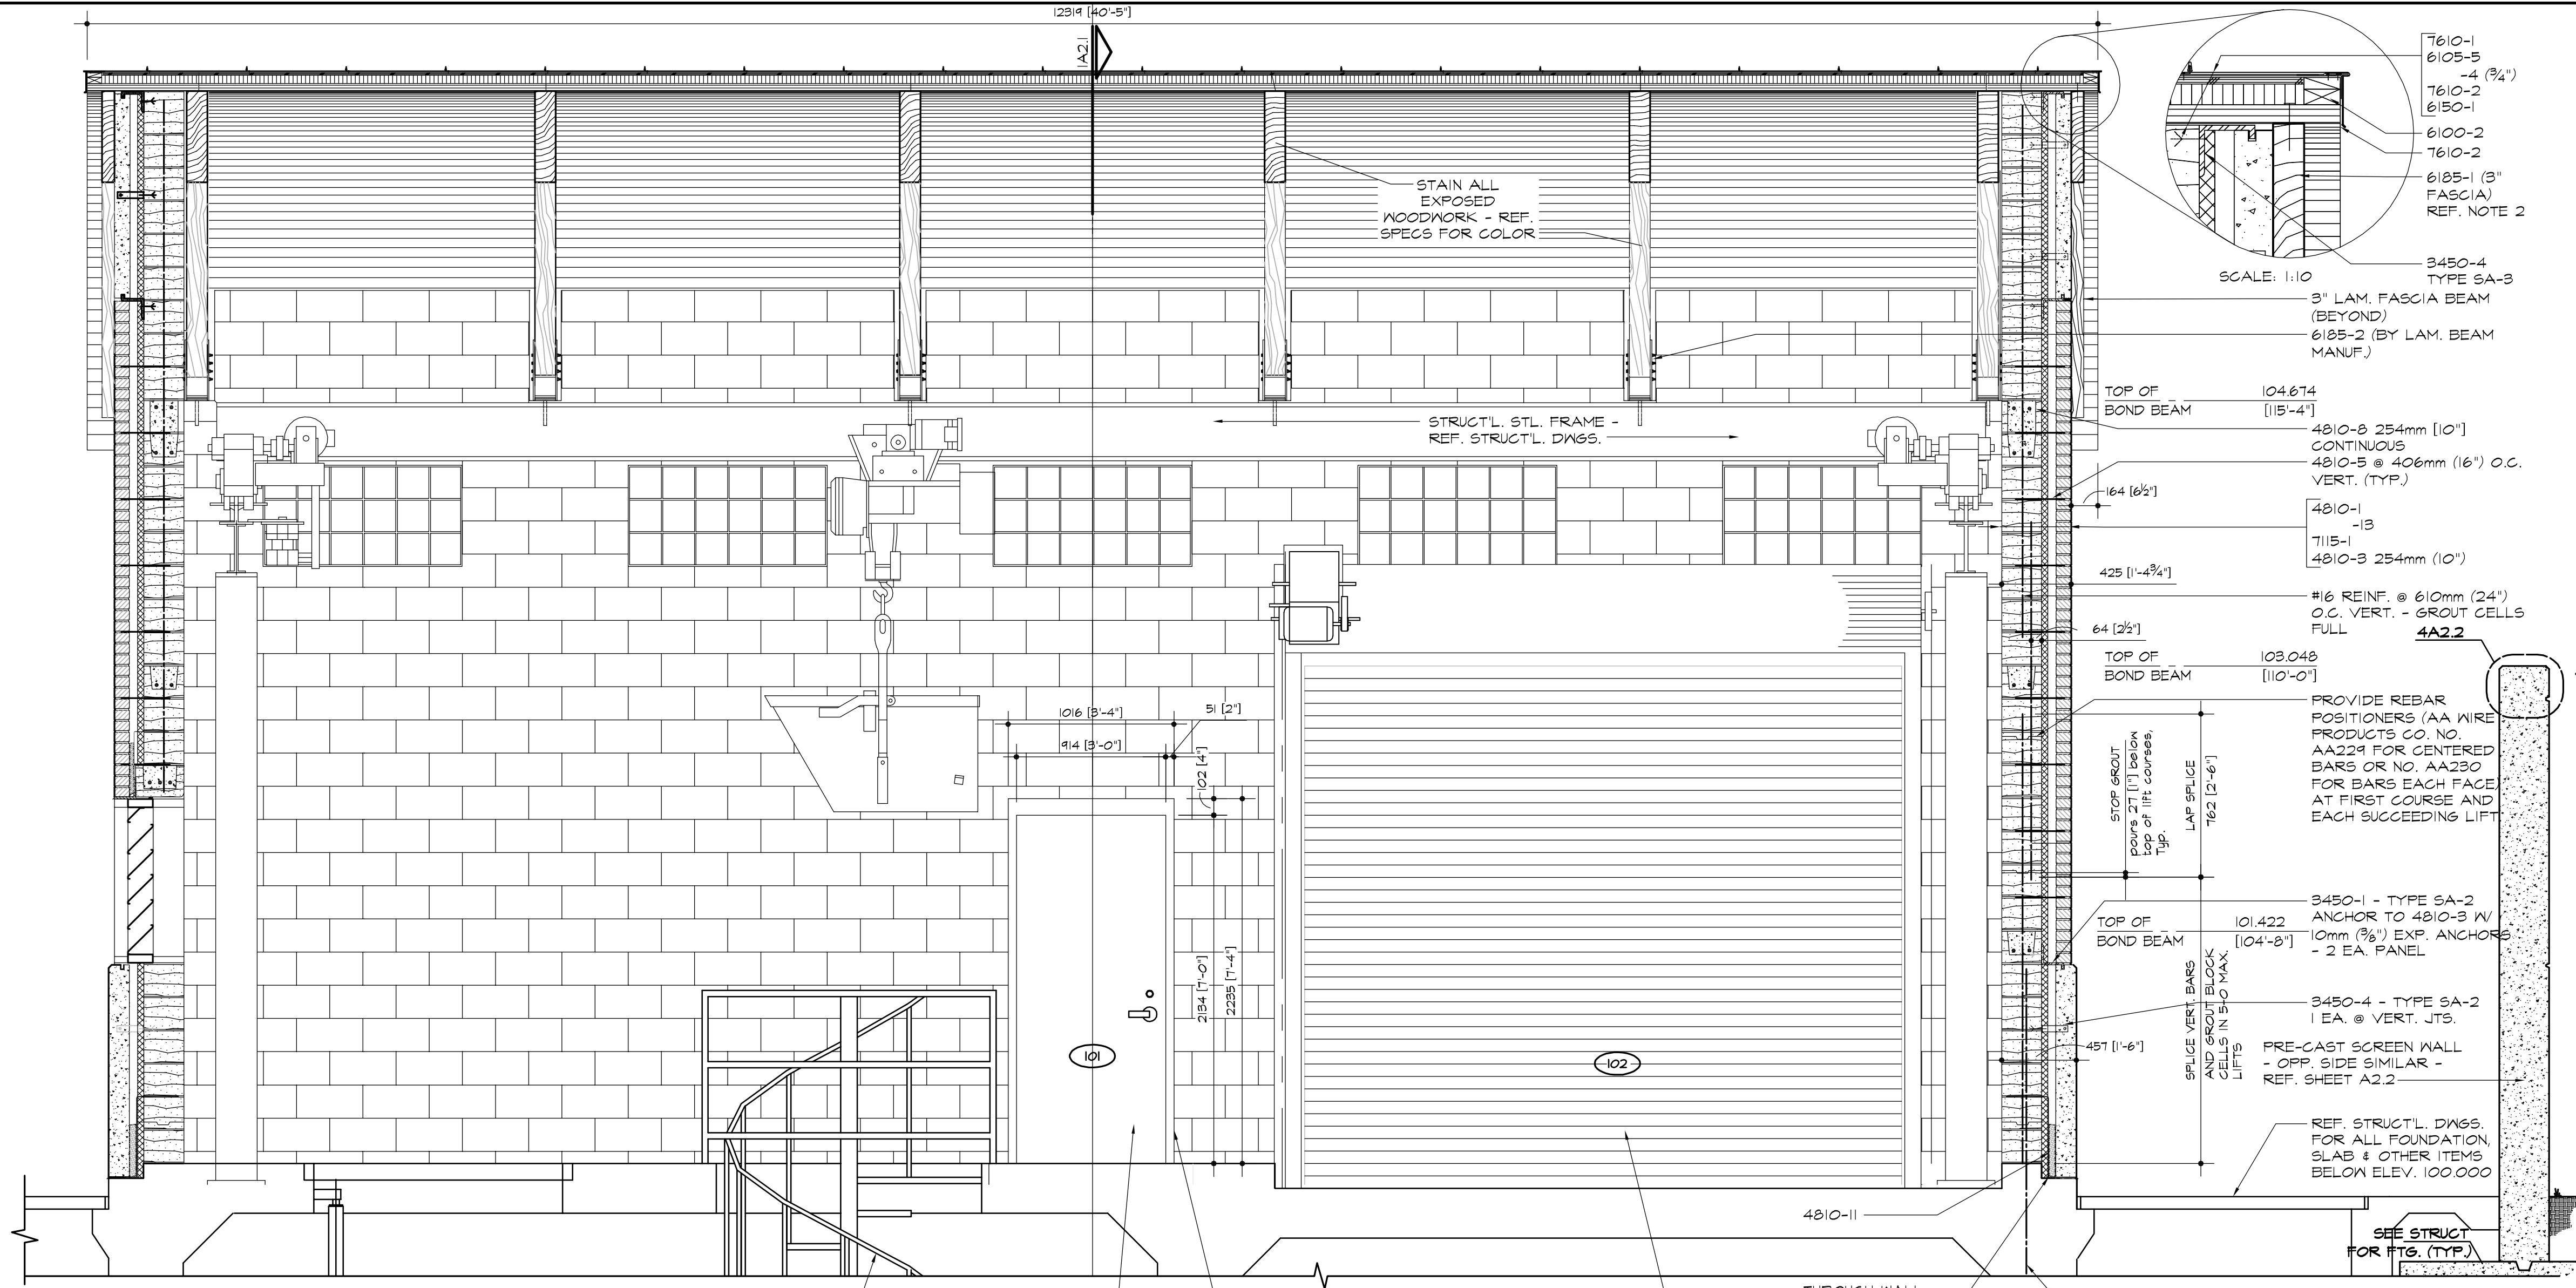 12319 [40'-5"]
1A2.1
7610-1
6105-5
-4 (3/4")
7610-2
6150-1
6100-2
7610-2
6185-1 (3"
FASCIA)
REF. NOTE 2
3450-4
TYPE SA-3
SCALE: 1:10
STAIN ALL
EXPOSED
WOODWORK - REF.
SPECS FOR COLOR
3" LAM. FASCIA BEAM
(BEYOND)
6185-2 (BY LAM. BEAM
MANUF.)
TOP OF
BOND BEAM
104.674
[115'-4"]
STRUCT'L. STL. FRAME -
REF. STRUCT'L. DWGS.
4810-8 254mm [10"]
CONTINUOUS
4810-5 @ 406mm (16") O.C.
VERT. (TYP.)
164 [6½"]
4810-1
-13
7115-1
4810-3 254mm (10")
425 [1'-4¾"]
#16 REINF. @ 610mm (24")
O.C. VERT. - GROUT CELLS
FULL
4A2.2
64 [2½"]
TOP OF
BOND BEAM
103.048
[110'-0"]
PROVIDE REBAR
POSITIONERS (AA WIRE
PRODUCTS CO. NO.
AA229 FOR CENTERED
BARS OR NO. AA230
FOR BARS EACH FACE)
AT FIRST COURSE AND
EACH SUCCEEDING LIFT.
1016 [3'-4"]
51 [2"]
914 [3'-0"]
102 [4"]
STOP GROUT
pours 27 [1"] below
top of lift courses,
Typ.
LAP SPLICE
762 [2'-6"]
3450-1 - TYPE SA-2
ANCHOR TO 4810-3 W/
10mm (3/8") EXP. ANCHORS
- 2 EA. PANEL
TOP OF
BOND BEAM
101.422
[104'-8"]
2134 [7'-0"]
2235 [7'-4"]
SPLICE VERT. BARS
AND GROUT BLOCK
CELLS IN 5'-0 MAX.
LIFTS
3450-4 - TYPE SA-2
1 EA. @ VERT. JTS.
457 [1'-6"]
PRE-CAST SCREEN WALL
- OPP. SIDE SIMILAR -
REF. SHEET A2.2
101
102
REF. STRUCT'L. DWGS.
FOR ALL FOUNDATION,
SLAB & OTHER ITEMS
BELOW ELEV. 100.000
4810-11
SEE STRUCT
FOR FTG. (TYP.)